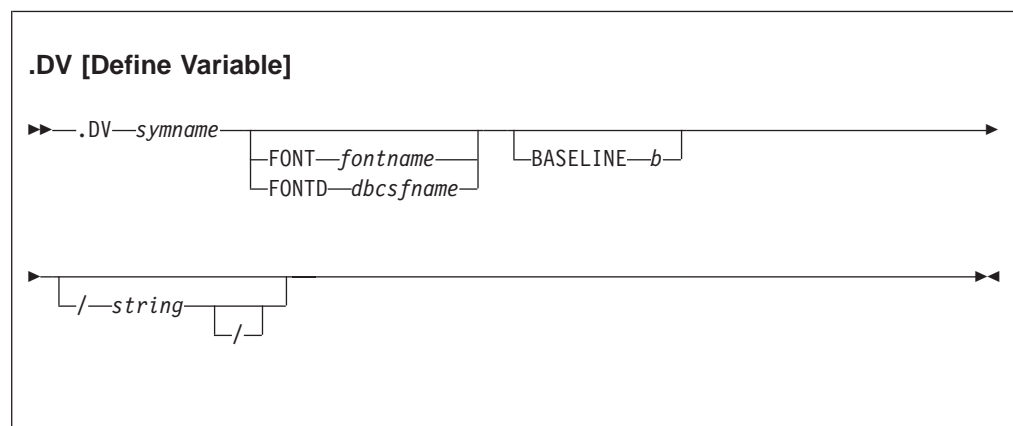 .DV [Define Variable]
.DV symname
FONT fontname
BASELINE b
FONTD dbcsfname
/ string
/